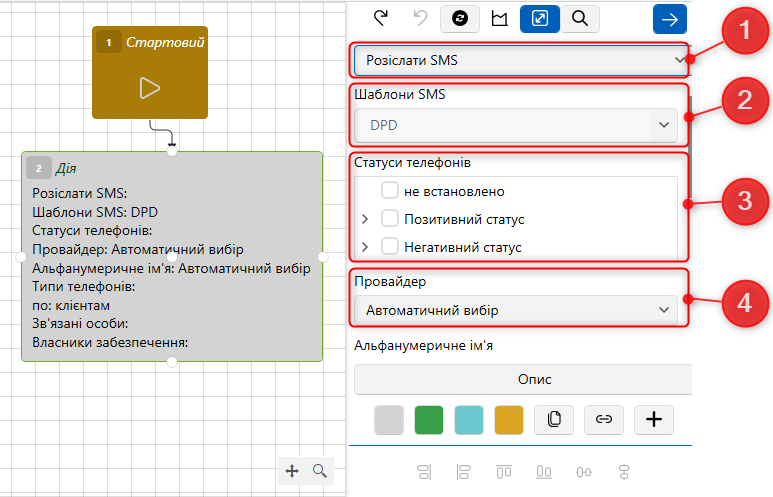 1 Стартовий
2 Дія
Розіслати SMS:
Шаблони SMS: DPD
Статуси телефонів:
Провайдер: Автоматичний вибір
Альфанумеричне ім'я: Автоматичний вибір
Типи телефонів:
по: клієнтам
Зв'язані особи:
Власники забезпечення:
Розіслати SMS
1
Шаблони SMS
DPD
2
Статуси телефонів
не встановлено
Позитивний статус
Негативний статус
3
Провайдер
Автоматичний вибір
4
Альфанумеричне ім'я
Опис